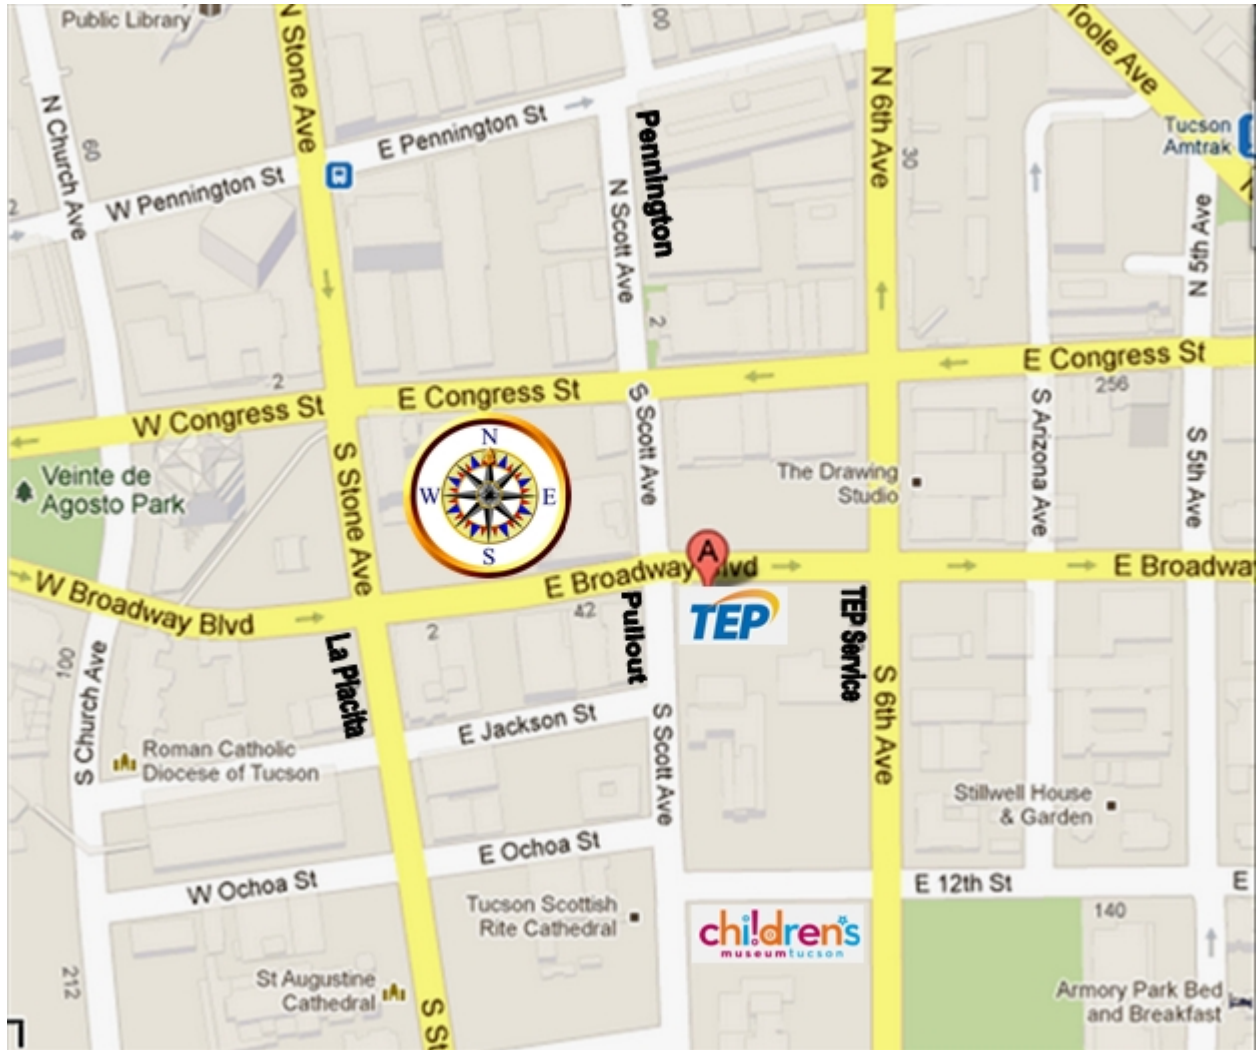 Public Library
N Stone Ave
100
N Church Ave
60
E Pennington St
W Pennington St
2
Pennington
N Scott Ave
2
N 6th Ave
30
Toole Ave
Tucson
Amtrak
N 5th Ave
N
E Congress St
256
E Congress St
2
W Congress St
Veinte de
Agosto Park
S Stone Ave
N
W
E
S
S Scott Ave
The Drawing
Studio
S Arizona Ave
S 5th Ave
A
W Broadway Blvd
E Broadway Blvd
E Broadwa
42
2
TEP
TEP Service
Pullout
La Placita
100
S Church Ave
S 6th Ave
E Jackson St
S Scott Ave
Roman Catholic
Diocese of Tucson
Stillwell House
& Garden
E Ochoa St
W Ochoa St
E 12th St
E
140
Tucson Scottish
Rite Cathedral
children's
museumtucson
212
St Augustine
Cathedral
S St
Armory Park Bed
and Breakfast